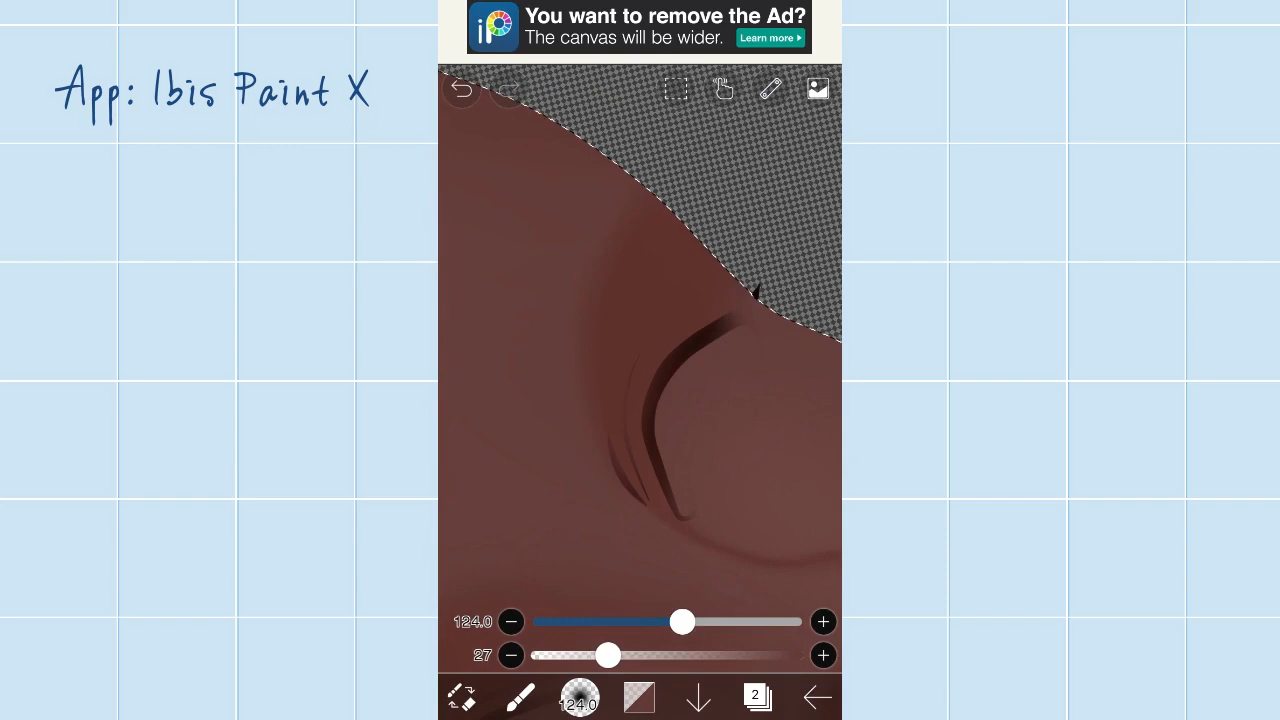 You want to remove the Ad?
iP
The canvas will be wider.
Learn more
App: Ibis Paint X
124.0
27
124.0
2